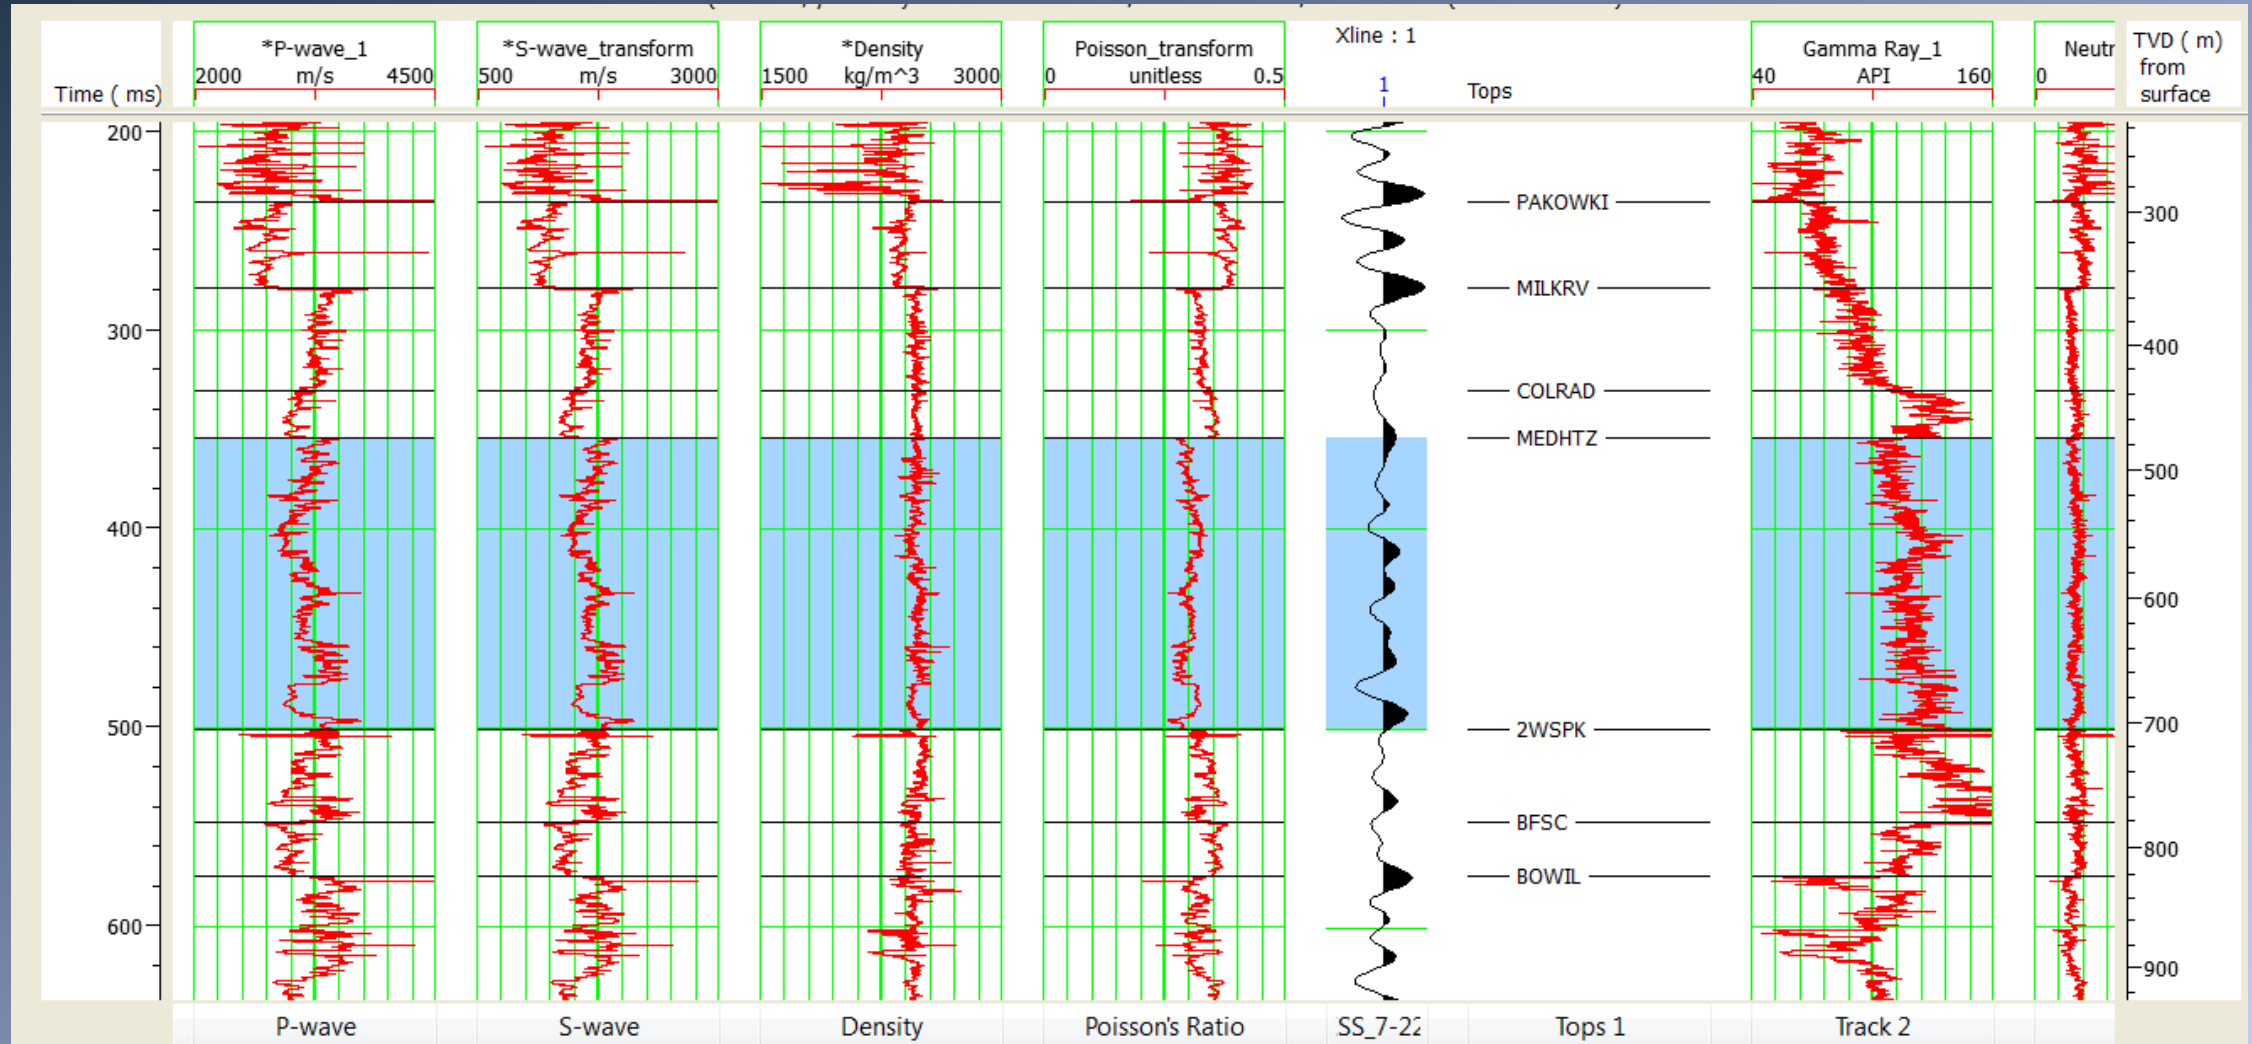 *P-wave_1
2000 m/s 4500
*S-wave_transform
500 m/s 3000
*Density
1500 kg/m^3 3000
Poisson_transform
0 unitless 0.5
Xline : 1
1
Tops
Gamma Ray_1
40 API 160
Neutr
0
TVD ( m)
from
surface
Time ( ms)
200
300
400
500
600
PAKOWKI
MILKRV
COLRAD
MEDHTZ
2WSPK
BFSC
BOWIL
300
400
500
600
700
800
900
P-wave
S-wave
Density
Poisson's Ratio
SS_7-22
Tops 1
Track 2